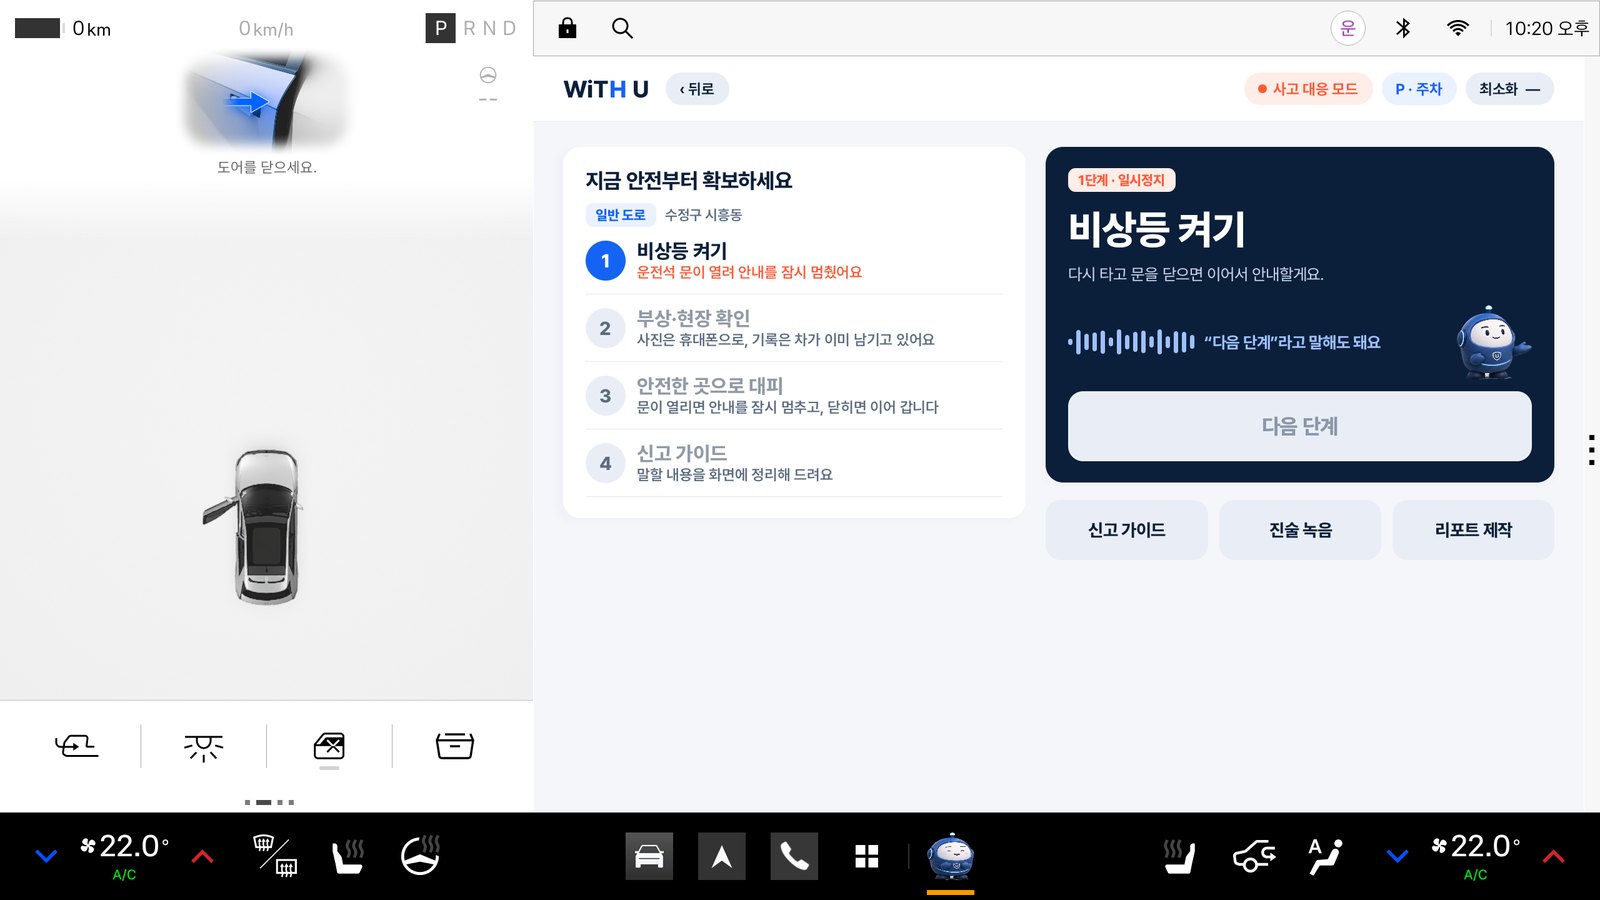 0 km
0 km/h
P R N D
10:20 오후
운
도어를 닫으세요.
WiTH U
‹ 뒤로
사고 대응 모드
P · 주차
최소화 —
지금 안전부터 확보하세요
일반 도로 수정구 시흥동
1 비상등 켜기
운전석 문이 열려 안내를 잠시 멈췄어요
2 부상·현장 확인
사진은 휴대폰으로, 기록은 차가 이미 남기고 있어요
3 안전한 곳으로 대피
문이 열리면 안내를 잠시 멈추고, 닫히면 이어 갑니다
4 신고 가이드
말할 내용을 화면에 정리해 드려요
1단계 · 일시정지
비상등 켜기
다시 타고 문을 닫으면 이어서 안내할게요.
“다음 단계”라고 말해도 돼요
다음 단계
신고 가이드
진술 녹음
리포트 제작
22.0°
A/C
A
22.0°
A/C